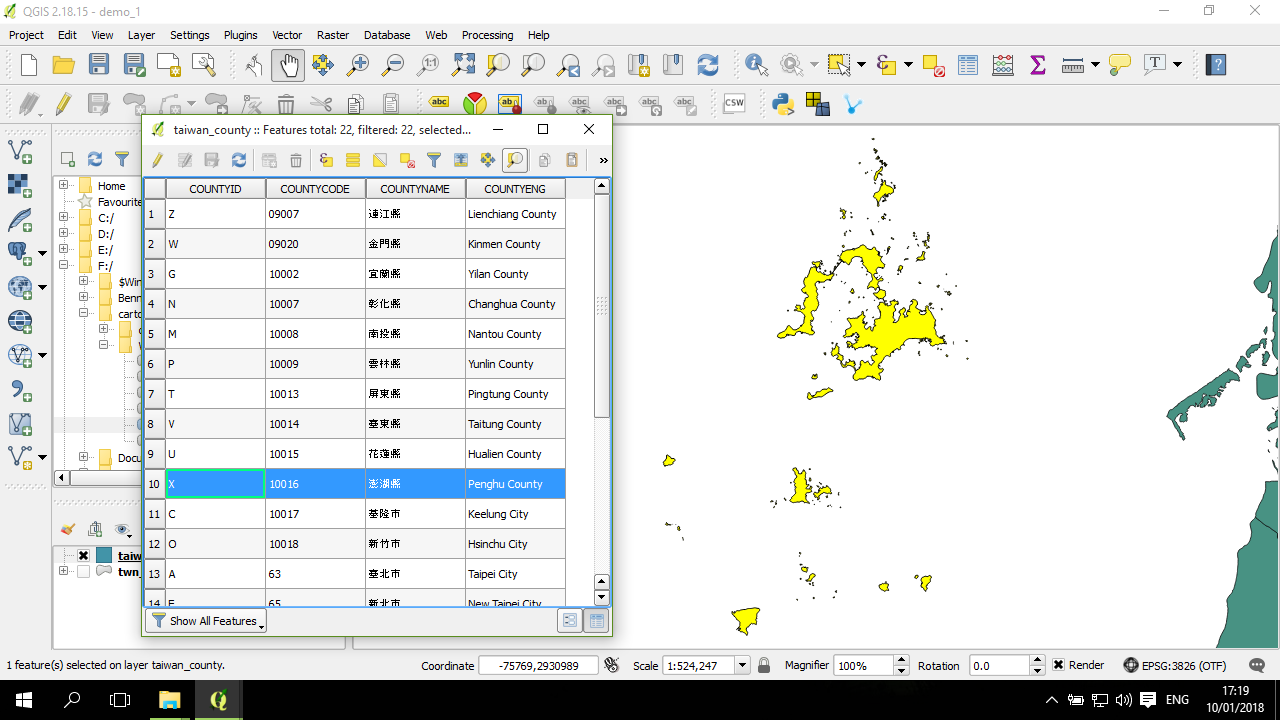 QGIS 2.18.15 - demo_1
Project Edit View Layer Settings Plugins Vector Raster Database Web Processing Help
abc
CSW
taiwan_county :: Features total: 22, filtered: 22, selected...
COUNTYID COUNTYCODE COUNTYNAME COUNTYENG
1 Z 09007 連江縣 Lienchiang County
2 W 09020 金門縣 Kinmen County
3 G 10002 宜蘭縣 Yilan County
4 N 10007 彰化縣 Changhua County
5 M 10008 南投縣 Nantou County
6 P 10009 雲林縣 Yunlin County
7 T 10013 屏東縣 Pingtung County
8 V 10014 臺東縣 Taitung County
9 U 10015 花蓮縣 Hualien County
10 X 10016 澎湖縣 Penghu County
11 C 10017 基隆市 Keelung City
12 O 10018 新竹市 Hsinchu City
13 A 63 臺北市 Taipei City
14 F 65 新北市 New Taipei City
Show All Features
Home
Favourite
C:/
D:/
E:/
F:/
$Win
Benn
carto
Docu
taiw
twn_
1 feature(s) selected on layer taiwan_county.
Coordinate -75769,2930989 Scale 1:524,247 Magnifier 100% Rotation 0.0 Render EPSG:3826 (OTF)
ENG
17:19
10/01/2018